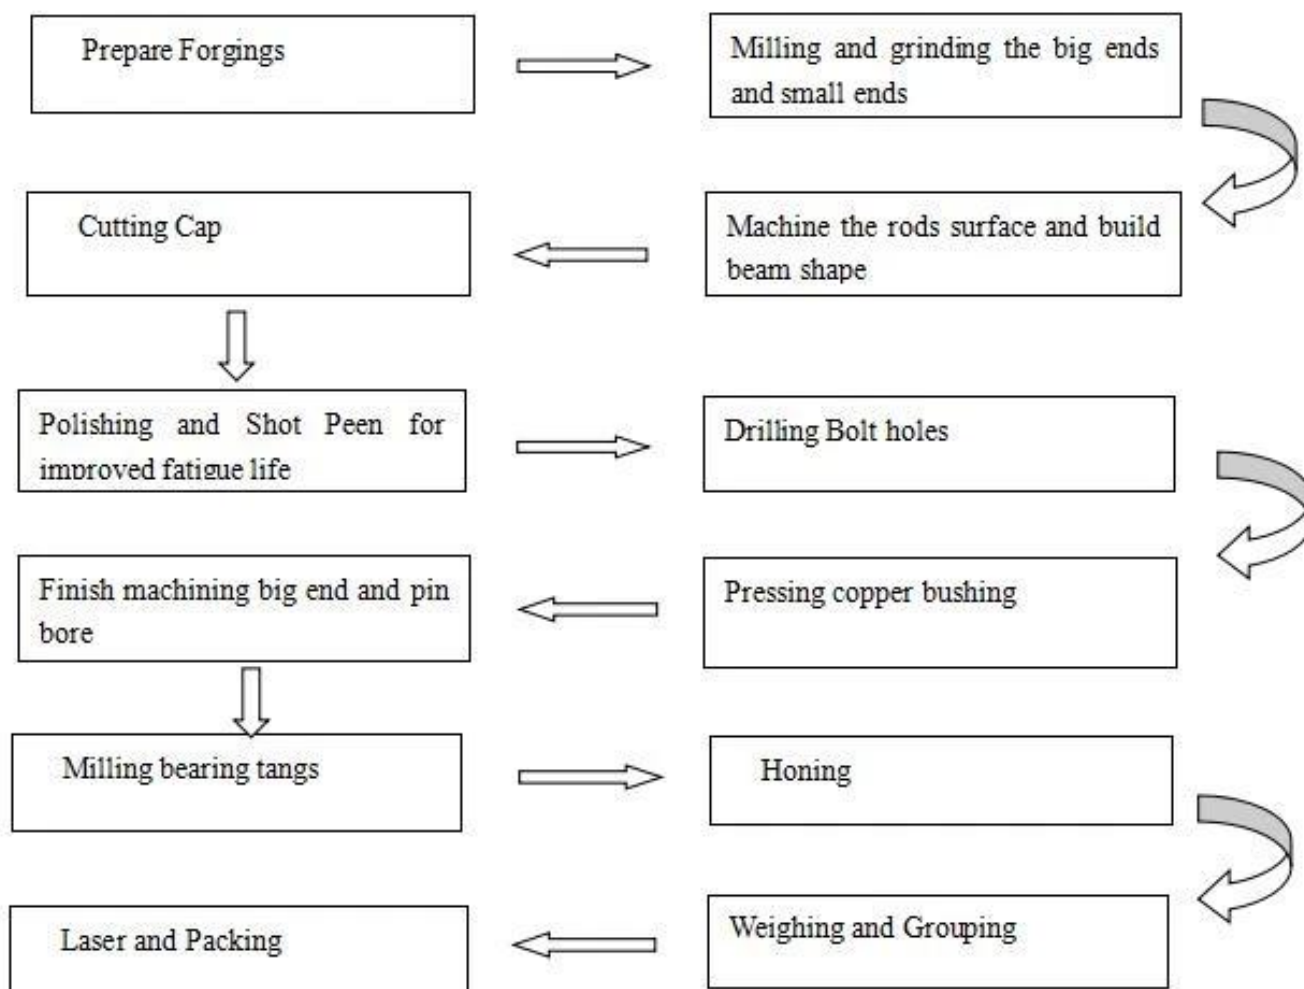 Prepare Forgings
Milling and grinding the big ends
and small ends
Machine the rods surface and build
beam shape
Cutting Cap
Polishing and Shot Peen for
improved fatigue life
Drilling Bolt holes
Pressing copper bushing
Finish machining big end and pin
bore
Milling bearing tangs
Honing
Weighing and Grouping
Laser and Packing